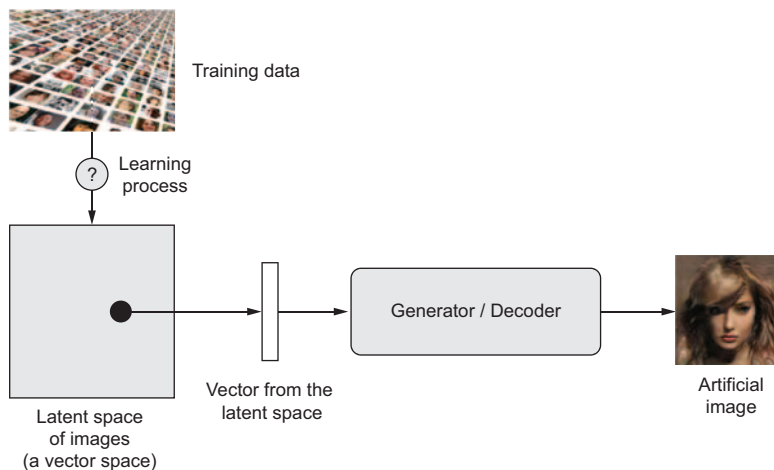 Training data
?
Learning
process
Generator / Decoder
Vector from the
latent space
Artificial
image
Latent space
of images
(a vector space)